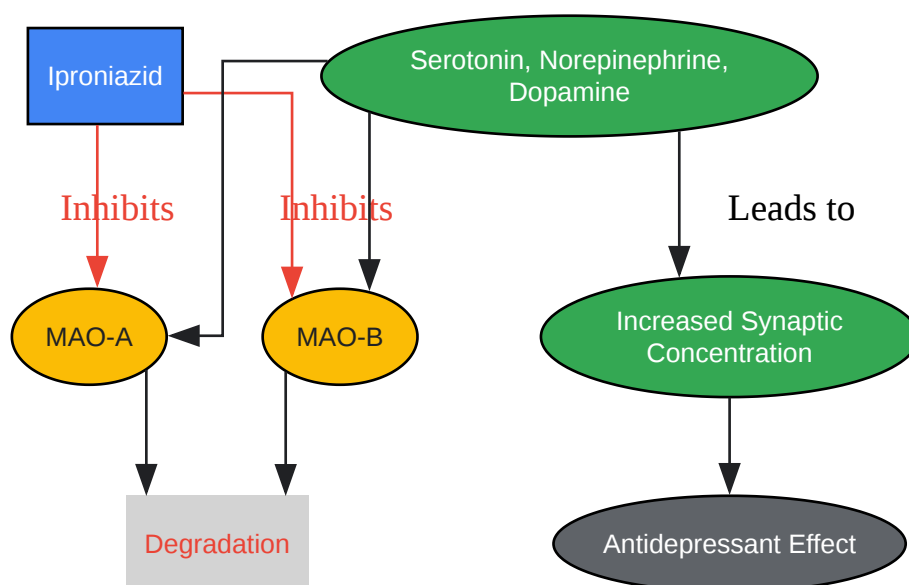 Iproniazid
Serotonin, Norepinephrine,
Dopamine
Inhibits
Inhibits
Leads to
MAO-A
MAO-B
Increased Synaptic
Concentration
Degradation
Antidepressant Effect